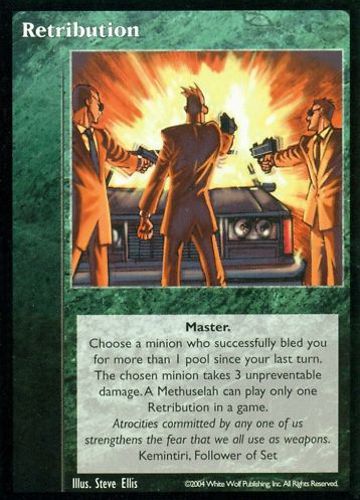 Retribution
Master.
Choose a minion who successfully bled you
for more than 1 pool since your last turn.
The chosen minion takes 3 unpreventable
damage. A Methuselah can play only one
Retribution in a game.
Atrocities committed by any one of us
strengthens the fear that we all use as weapons.
Kemintiri, Follower of Set
Illus. Steve Ellis
©2004 White Wolf Publishing, Inc. All Rights Reserved.